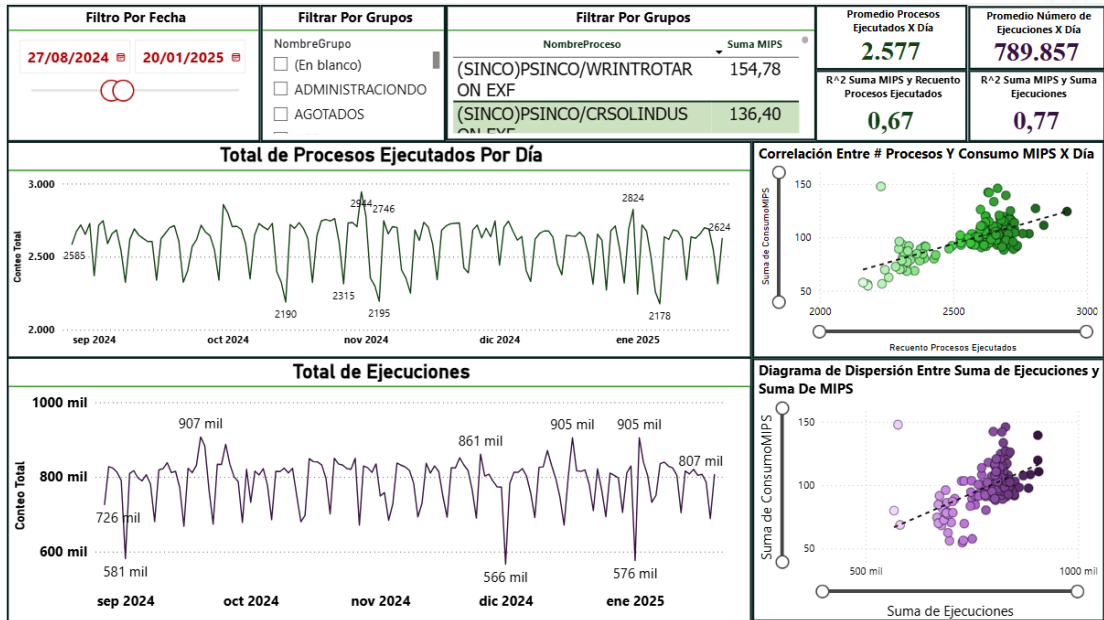 Filtro Por Fecha
27/08/2024
20/01/2025
Filtrar Por Grupos
NombreGrupo
(En blanco)
ADMINISTRACIONDO
AGOTADOS
Filtrar Por Grupos
NombreProceso
Suma MIPS
(SINCO)PSINCO/WRINTROTAR
ON EXF
154,78
(SINCO)PSINCO/CRSOLINDUS
ON EXF
136,40
Promedio Procesos
Ejecutados X Día
2.577
Promedio Número de
Ejecuciones X Día
789.857
R^2 Suma MIPS y Recuento
Procesos Ejecutados
0,67
R^2 Suma MIPS y Suma
Ejecuciones
0,77
Total de Procesos Ejecutados Por Día
Conteo Total
3.000
2.500
2.000
2585
2190
2315
2944
2746
2195
2824
2178
2624
sep 2024
oct 2024
nov 2024
dic 2024
ene 2025
Correlación Entre # Procesos Y Consumo MIPS X Día
Suma de ConsumoMIPS
150
100
50
2000
2500
3000
Recuento Procesos Ejecutados
Total de Ejecuciones
Conteo Total
1000 mil
800 mil
600 mil
726 mil
581 mil
907 mil
861 mil
566 mil
905 mil
905 mil
576 mil
807 mil
sep 2024
oct 2024
nov 2024
dic 2024
ene 2025
Diagrama de Dispersión Entre Suma de Ejecuciones y
Suma De MIPS
Suma de ConsumoMIPS
150
100
50
500 mil
1000 mil
Suma de Ejecuciones